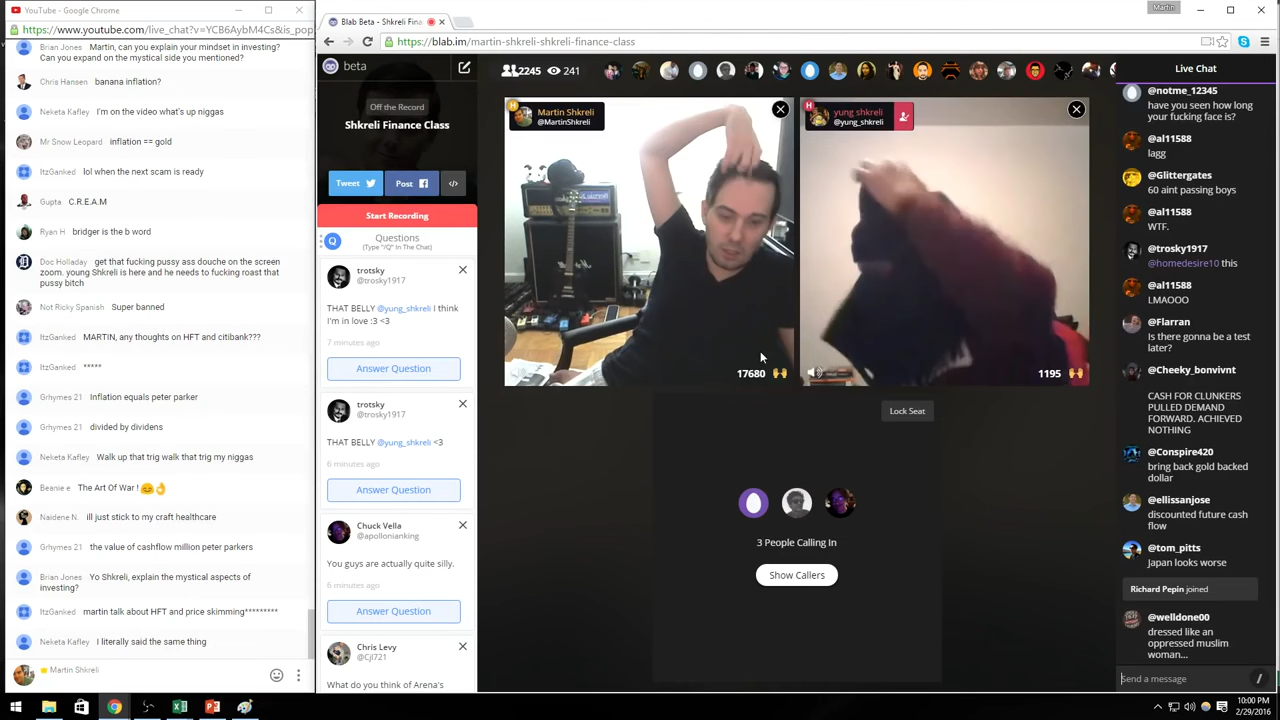 YouTube - Google Chrome
https://www.youtube.com/live_chat?v=YCB6AybM4Cs&is_pop
Brian Jones Martin, can you explain your mindset in investing?
Can you expand on the mystical side you mentioned?
Chris Hansen banana inflation?
Neketa Kafley I'm on the video what's up niggas
Mr Snow Leopard inflation == gold
ItzGanked lol when the next scam is ready
Gupta C.R.E.A.M
Ryan H bridger is the b word
Doc Holladay get that fucking pussy ass douche on the screen
zoom. young Shkreli is here and he needs to fucking roast that
pussy bitch
Not Ricky Spanish Super banned
ItzGanked MARTIN, any thoughts on HFT and citibank???
ItzGanked *****
Grhymes 21 Inflation equals peter parker
Grhymes 21 divided by dividens
Neketa Kafley Walk up that trig walk that trig my niggas
Beanie e The Art Of War ! 😊👌
Naidene N. ill just stick to my craft healthcare
Grhymes 21 the value of cashflow million peter parkers
Brian Jones Yo Shkreli, explain the mystical aspects of
investing?
ItzGanked martin talk about HFT and price skimming*********
Neketa Kafley I literally said the same thing
Martin Shkreli
Martin
Blab Beta - Shkreli Fina
https://blab.im/martin-shkreli-shkreli-finance-class
beta
2245 241
Off the Record
Shkreli Finance Class
Tweet
Post
</>
Start Recording
Q
Questions
(Type "/Q" In The Chat)
trotsky
@trosky1917
THAT BELLY @yung_shkreli I think
I'm in love :3 <3
7 minutes ago
Answer Question
trotsky
@trosky1917
THAT BELLY @yung_shkreli <3
6 minutes ago
Answer Question
Chuck Vella
@apollonianking
You guys are actually quite silly.
6 minutes ago
Answer Question
Chris Levy
@Cjl721
What do you think of Arena's
H
Martin Shkreli
@MartinShkreli
17680
H
yung shkreli
@yung_shkreli
1195
Lock Seat
3 People Calling In
Show Callers
Live Chat
@notme_12345
have you seen how long
your fucking face is?
@al11588
lagg
@Glittergates
60 aint passing boys
@al11588
WTF.
@trosky1917
@homedesire10 this
@al11588
LMAOOO
@Flarran
Is there gonna be a test
later?
@Cheeky_bonvivnt
CASH FOR CLUNKERS
PULLED DEMAND
FORWARD. ACHIEVED
NOTHING
@Conspire420
bring back gold backed
dollar
@ellissanjose
discounted future cash
flow
@tom_pitts
Japan looks worse
Richard Pepin joined
@welldone00
dressed like an
oppressed muslim
woman...
Send a message
/
10:00 PM
2/29/2016